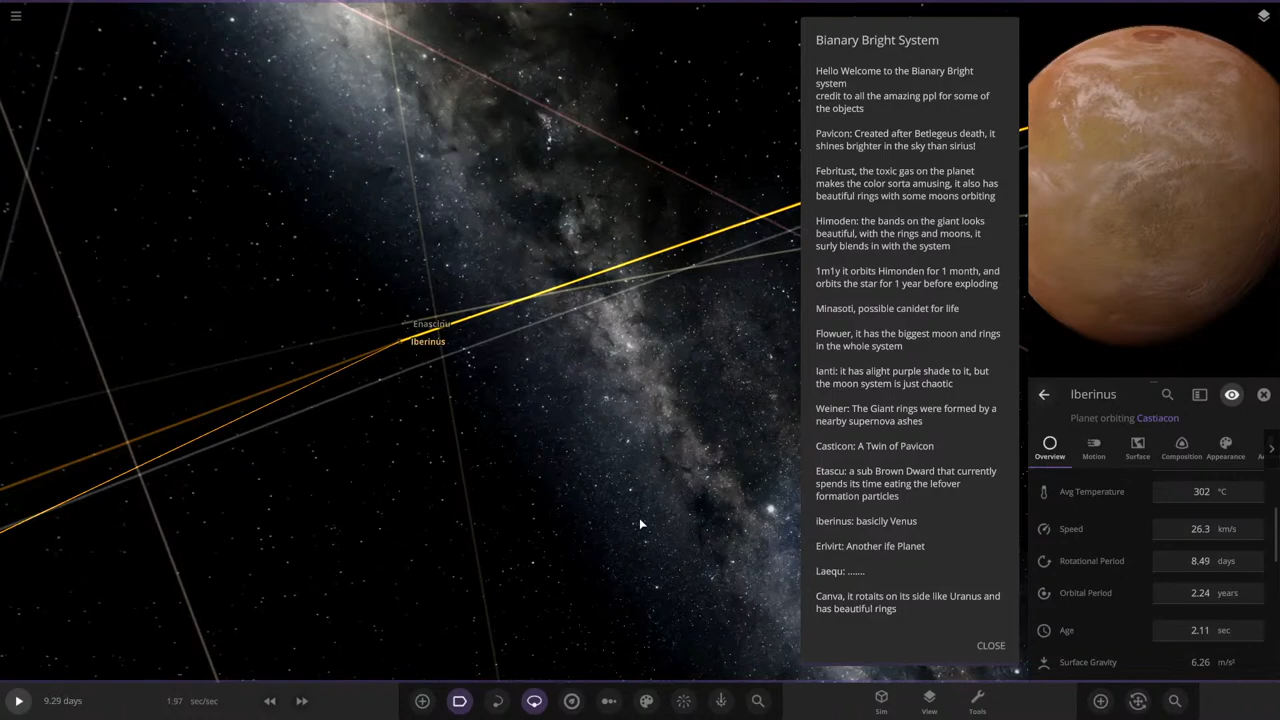 Bianary Bright System
Hello Welcome to the Bianary Bright
system
credit to all the amazing ppl for some of
the objects
Pavicon: Created after Betlegeus death, it
shines brighter in the sky than sirius!
Febritust, the toxic gas on the planet
makes the color sorta amusing, it also has
beautiful rings with some moons orbiting
Himoden: the bands on the giant looks
beautiful, with the rings and moons, it
surly blends in with the system
1m1y it orbits Himonden for 1 month, and
orbits the star for 1 year before exploding
Minasoti, possible canidet for life
Flowuer, it has the biggest moon and rings
in the whole system
Ianti: it has alight purple shade to it, but
the moon system is just chaotic
Weiner: The Giant rings were formed by a
nearby supernova ashes
Casticon: A Twin of Pavicon
Etascu: a sub Brown Dward that currently
spends its time eating the lefover
formation particles
iberinus: basiclly Venus
Erivirt: Another ife Planet
Laequ: .......
Canva, it rotaits on its side like Uranus and
has beautiful rings
CLOSE
Enascinu
Iberinus
Iberinus
Planet orbiting Castiacon
Overview Motion Surface Composition Appearance
Avg Temperature 302 °C
Speed 26.3 km/s
Rotational Period 8.49 days
Orbital Period 2.24 years
Age 2.11 sec
Surface Gravity 6.26 m/s²
9.29 days 1.97 sec/sec Sim View Tools